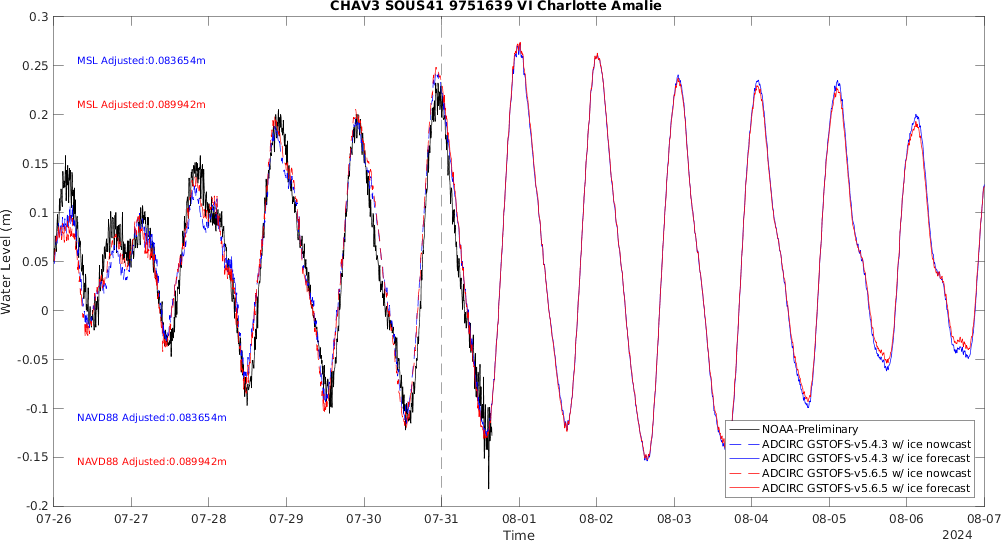 CHAV3 SOUS41 9751639 VI Charlotte Amalie
0.3
0.25
0.2
0.15
0.1
0.05
0
-0.05
-0.1
-0.15
-0.2
Water Level (m)
MSL Adjusted:0.083654m
MSL Adjusted:0.089942m
NAVD88 Adjusted:0.083654m
NAVD88 Adjusted:0.089942m
NOAA-Preliminary
ADCIRC GSTOFS-v5.4.3 w/ ice nowcast
ADCIRC GSTOFS-v5.4.3 w/ ice forecast
ADCIRC GSTOFS-v5.6.5 w/ ice nowcast
ADCIRC GSTOFS-v5.6.5 w/ ice forecast
07-26 07-27 07-28 07-29 07-30 07-31 08-01 08-02 08-03 08-04 08-05 08-06 08-07
Time
2024